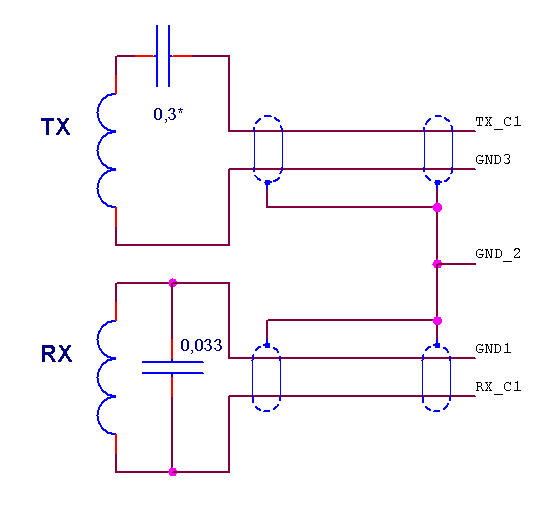 0,3*
TX
TX_C1
GND3
GND_2
RX
0,033
GND1
RX_C1